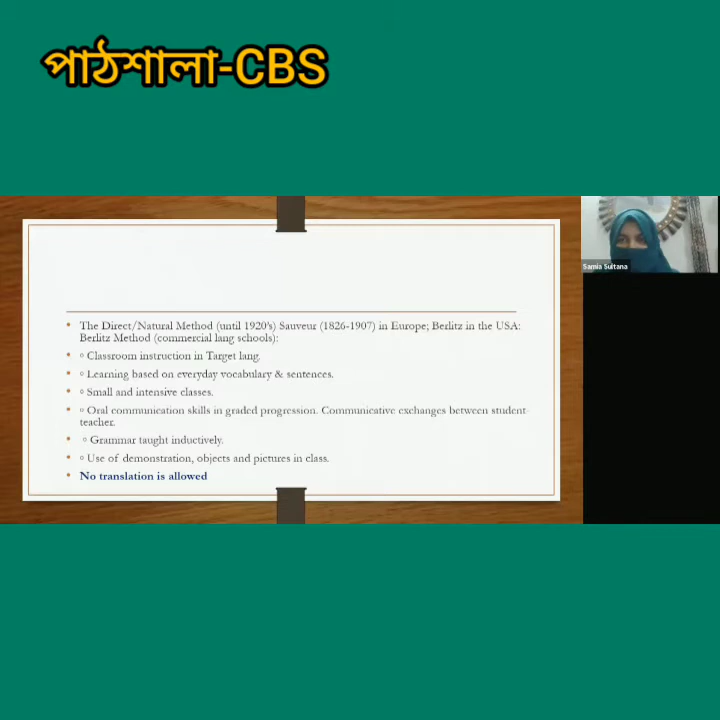 পাঠশালা-CBS
Samia Sultana
• The Direct/Natural Method (until 1920's) Sauveur (1826-1907) in Europe; Berlitz in the USA:
Berlitz Method (commercial lang schools):
• ○ Classroom instruction in Target lang.
• ○ Learning based on everyday vocabulary & sentences.
• ○ Small and intensive classes.
• ○ Oral communication skills in graded progression. Communicative exchanges between student-
teacher.
• ○ Grammar taught inductively.
• ○ Use of demonstration, objects and pictures in class.
• No translation is allowed